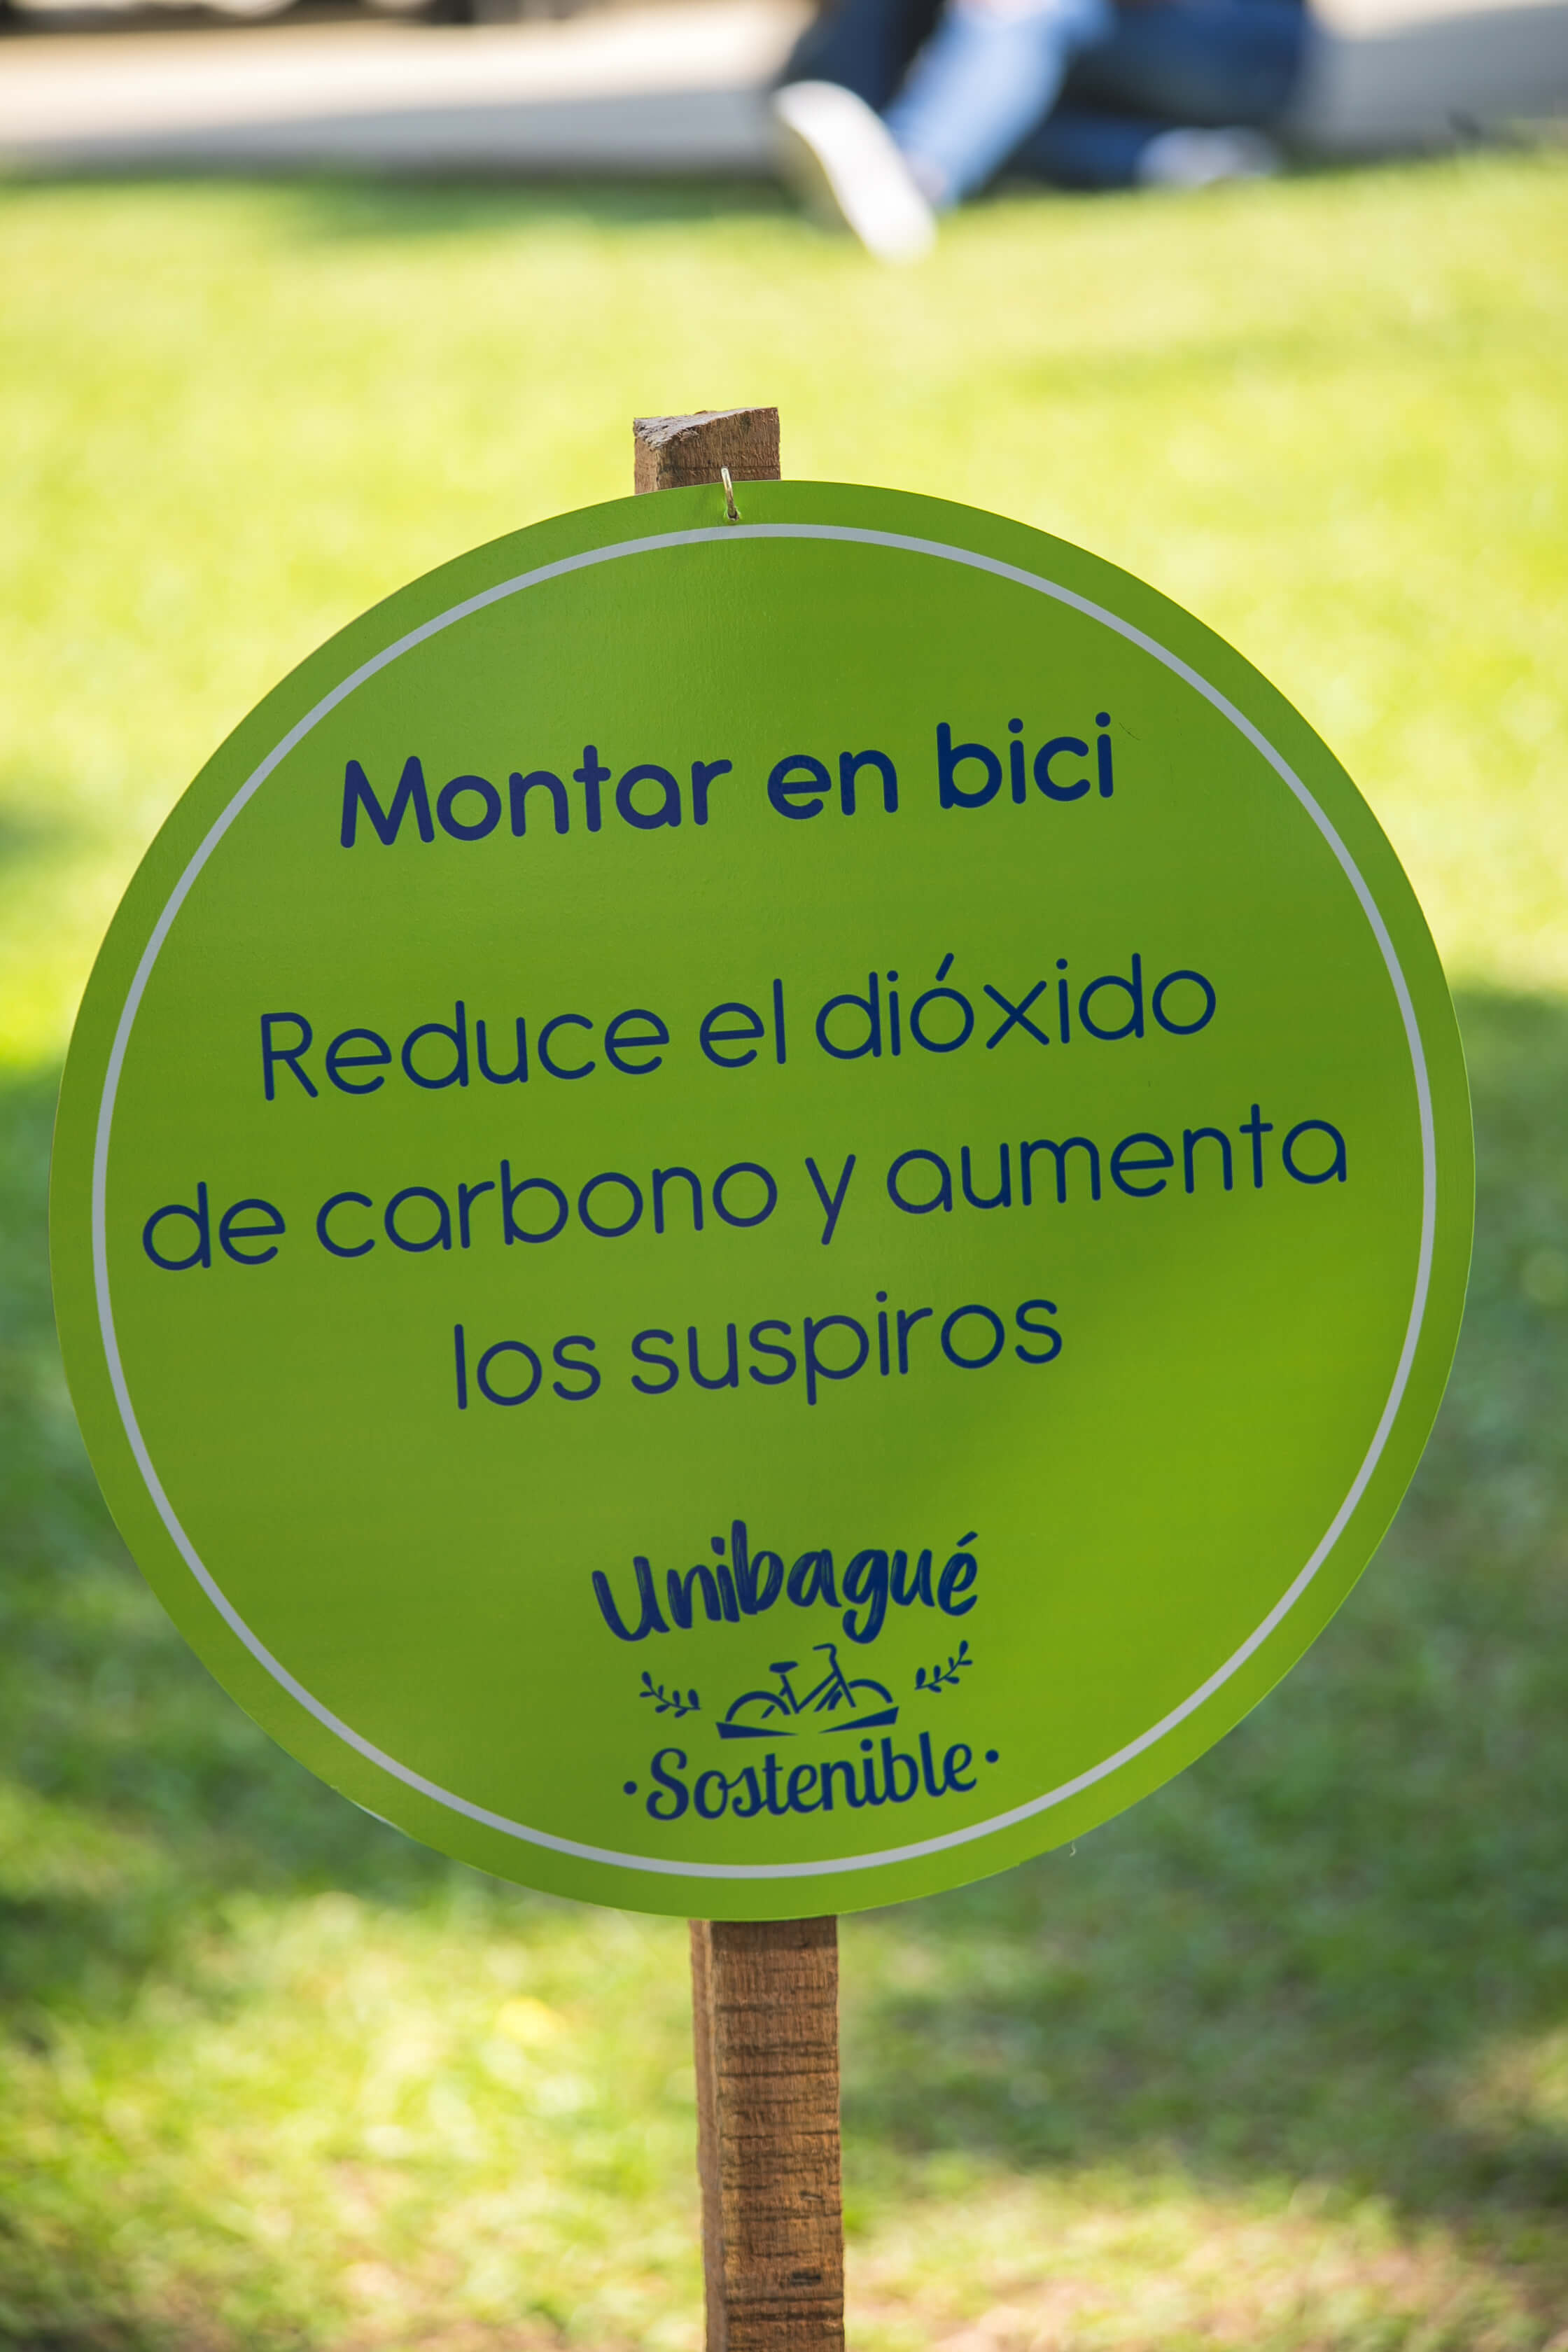 Montar en bici
Reduce el dióxido
de carbono y aumenta
los suspiros
Unibagué
•Sostenible•